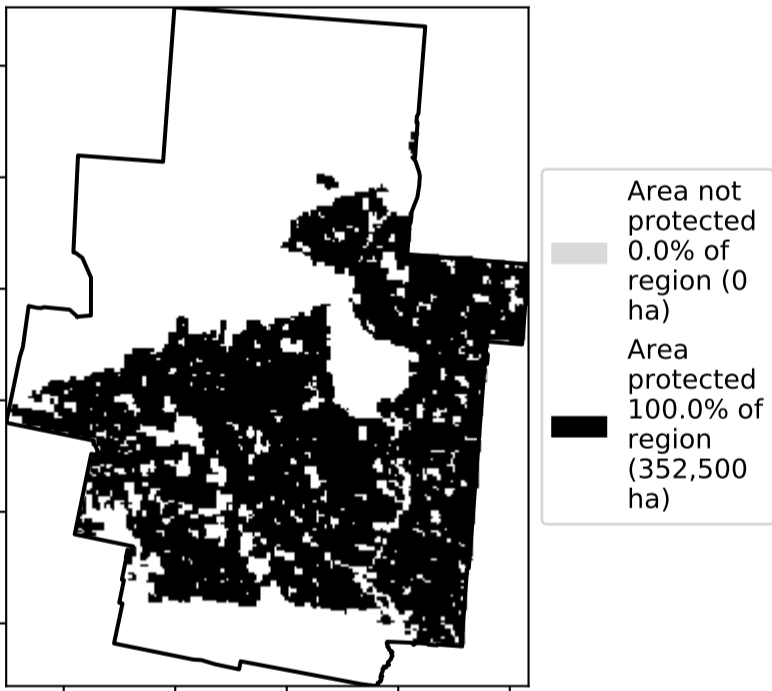 Area not
protected
0.0% of
region (0
ha)
Area
protected
100.0% of
region
(352,500
ha)